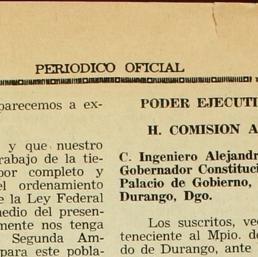 PERIODICO OFICIAL
parecemos a ex-
y que nuestro
trabajo de la tie-
por completo y
el ordenamiento
e la Ley Federal
medio del presen-
mente nos tenga
Segunda Am-
para este pobla-
PODER EJECUTI
H. COMISION A
C. Ingeniero Alejandr
Gobernador Constituci
Palacio de Gobierno,
Durango, Dgo.
Los suscritos, vec
teneciente al Mpio. d
do de Durango, ante